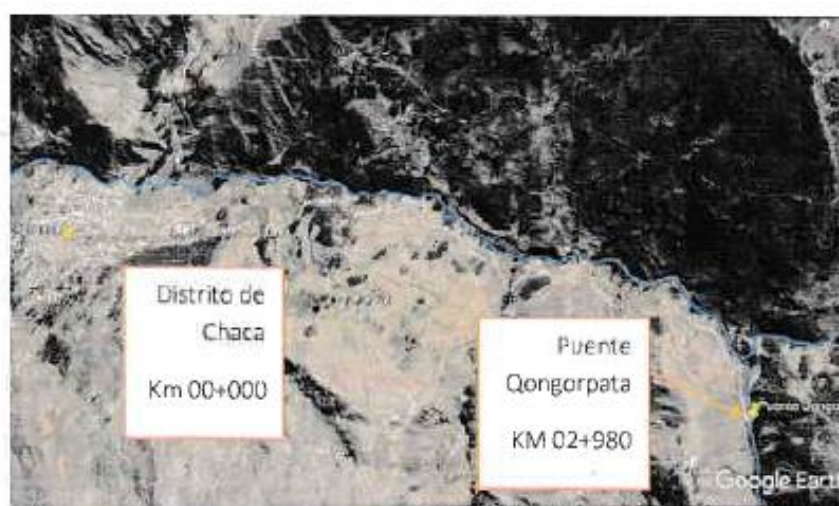 Distrito de
Chaca
Km 00+000
Puente
Qongorpata
KM 02+980
Google Earth